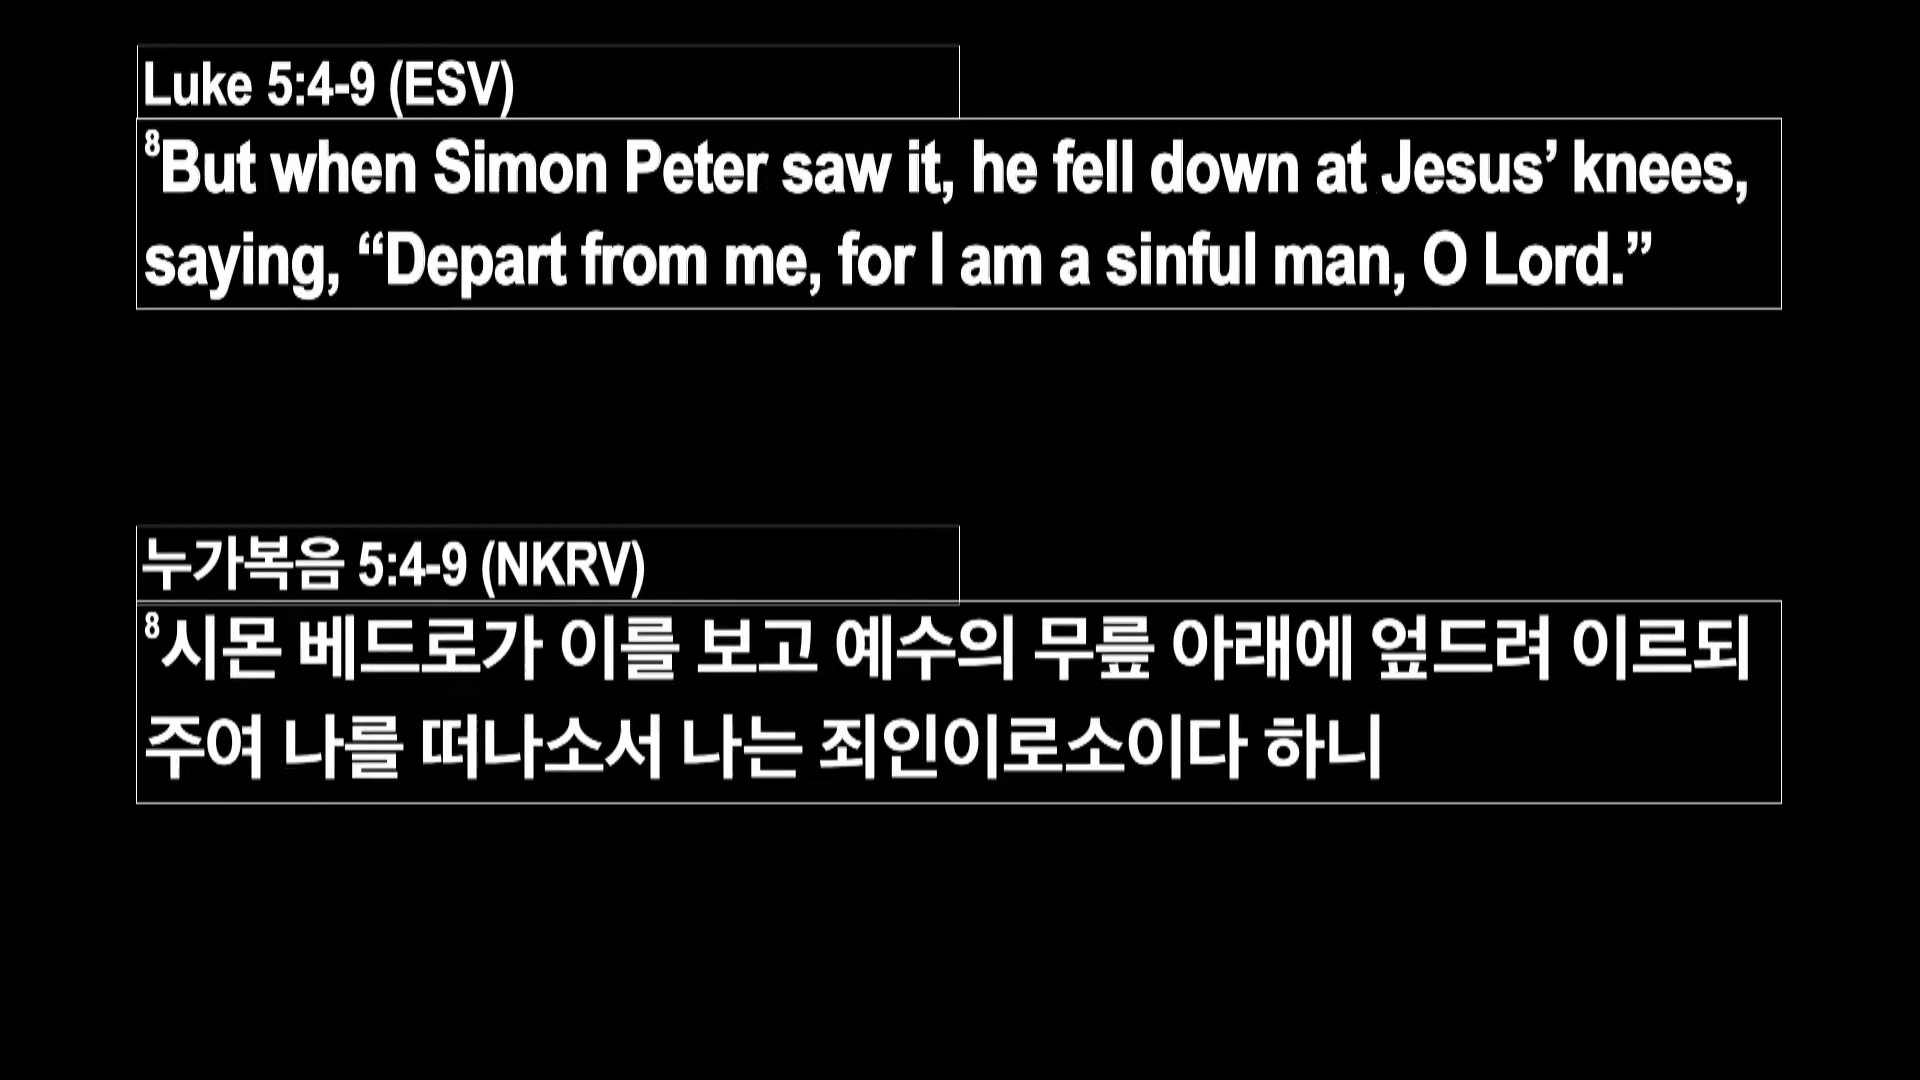 Luke 5:4-9 (ESV)
⁸But when Simon Peter saw it, he fell down at Jesus’ knees,
saying, “Depart from me, for I am a sinful man, O Lord.”
누가복음 5:4-9 (NKRV)
⁸시몬 베드로가 이를 보고 예수의 무릎 아래에 엎드려 이르되
주여 나를 떠나소서 나는 죄인이로소이다 하니